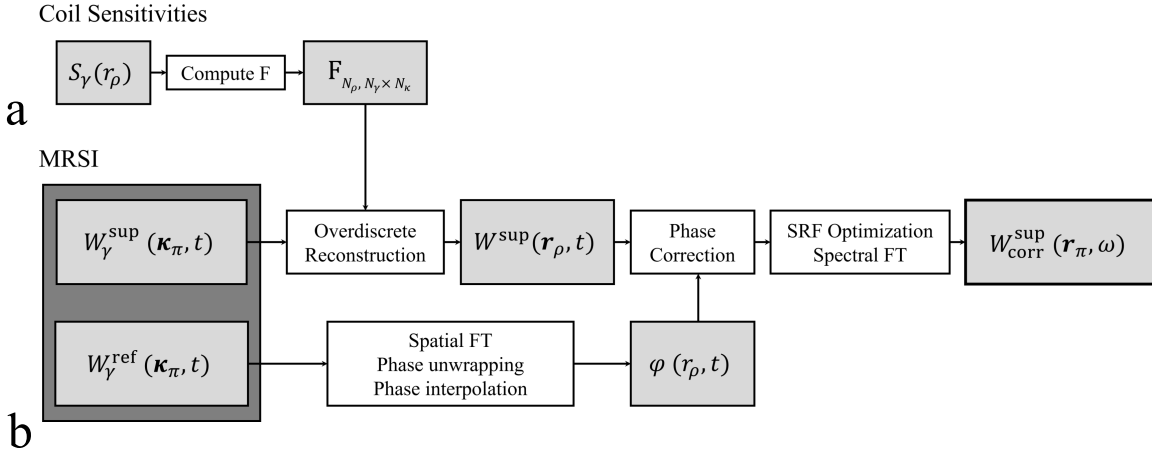 Coil Sensitivities
S_γ(r_ρ)
Compute F
F_{N_ρ, N_γ × N_κ}
a
MRSI
W_γ^sup (κ_π, t)
Overdiscrete
Reconstruction
W^sup(r_ρ, t)
Phase
Correction
SRF Optimization
Spectral FT
W_corr^sup (r_π, ω)
W_γ^ref (κ_π, t)
Spatial FT
Phase unwrapping
Phase interpolation
φ (r_ρ, t)
b